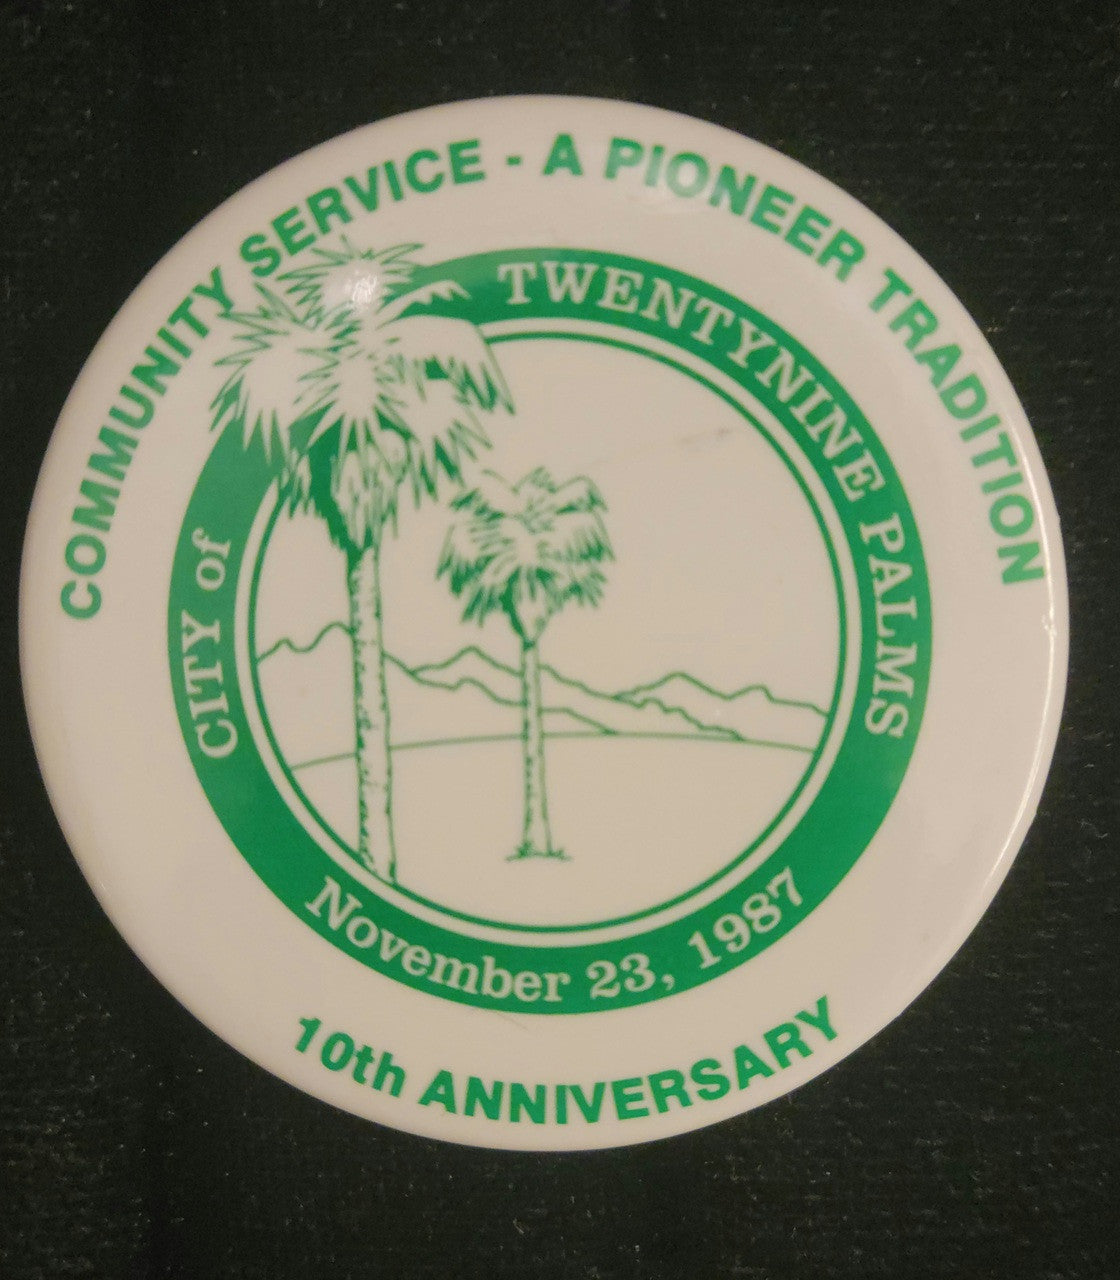 COMMUNITY SERVICE - A PIONEER TRADITION
CITY of TWENTYNINE PALMS
November 23, 1987
10th ANNIVERSARY